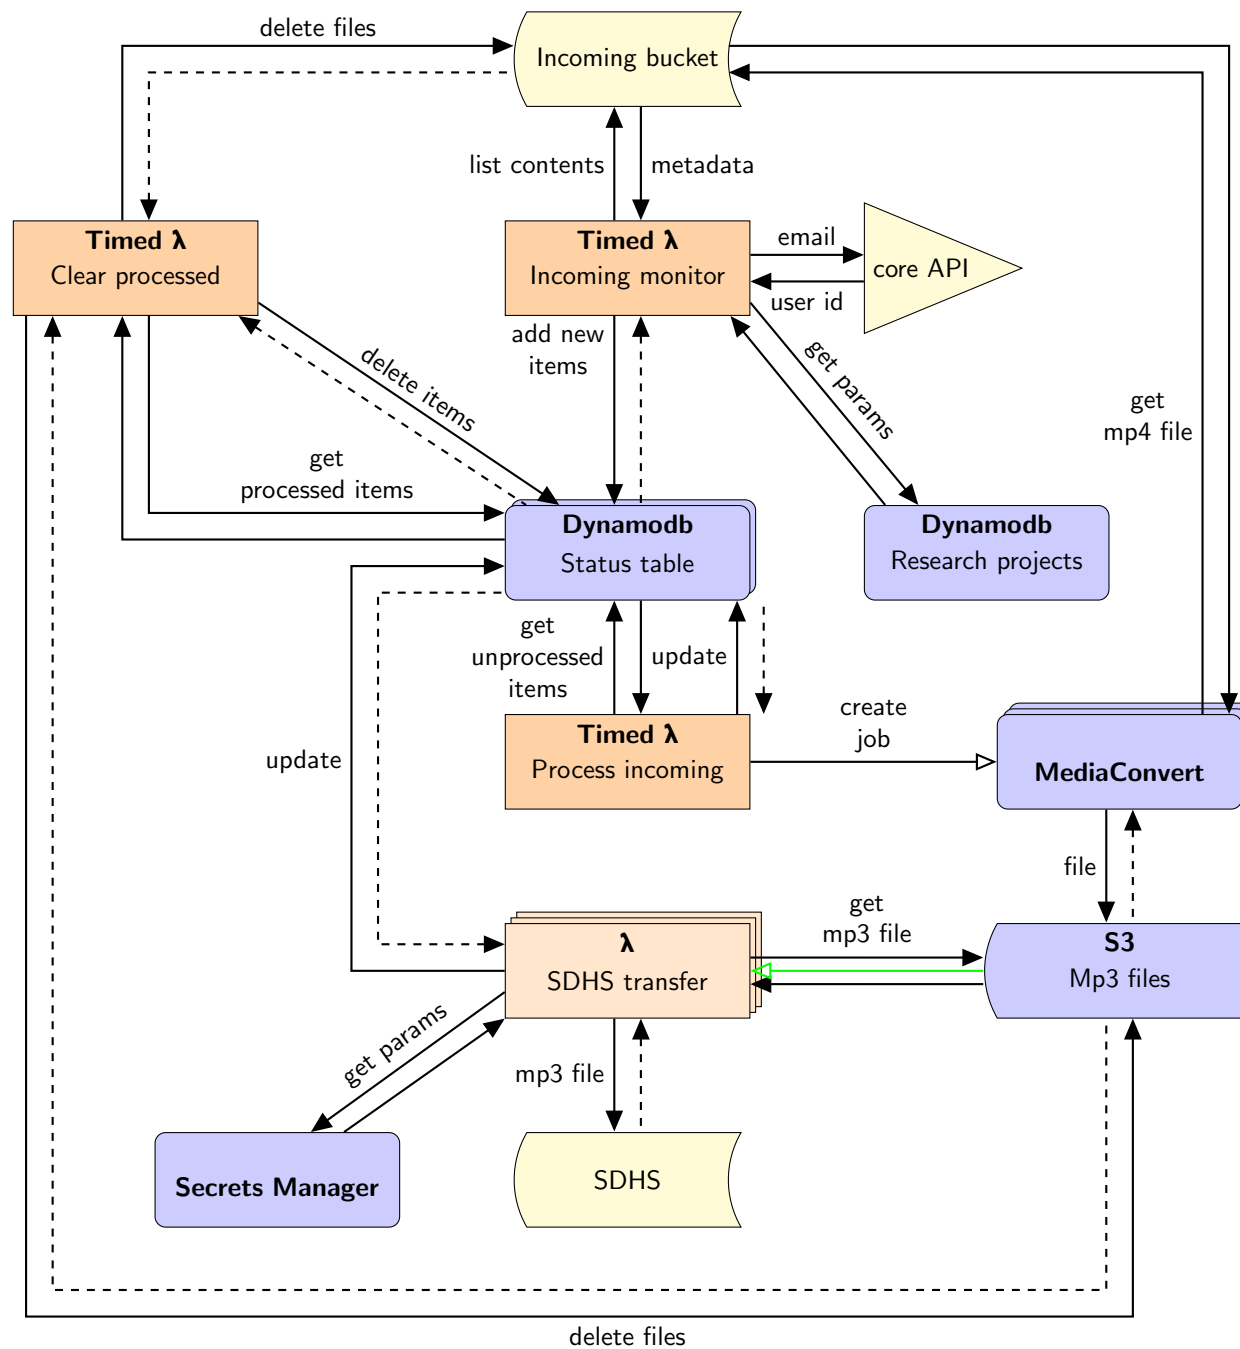 delete files
Incoming bucket
list contents
metadata
Timed λ
Clear processed
Timed λ
Incoming monitor
email
core API
user id
add new
items
delete items
get params
get
mp4 file
get
processed items
Dynamodb
Status table
Dynamodb
Research projects
get
unprocessed
items
update
create
job
Timed λ
Process incoming
update
MediaConvert
file
get
mp3 file
λ
SDHS transfer
S3
Mp3 files
get params
mp3 file
Secrets Manager
SDHS
delete files